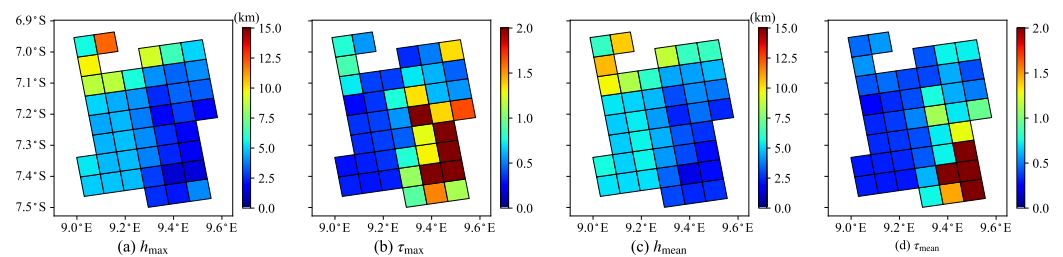 6.9°S
7.0°S
7.1°S
7.2°S
7.3°S
7.4°S
7.5°S
9.0°E 9.2°E 9.4°E 9.6°E
(km)
15.0
12.5
10.0
7.5
5.0
2.5
0.0
(a) hmax
9.0°E 9.2°E 9.4°E 9.6°E
2.0
1.5
1.0
0.5
0.0
(b) τmax
9.0°E 9.2°E 9.4°E 9.6°E
(km)
15.0
12.5
10.0
7.5
5.0
2.5
0.0
(c) hmean
9.0°E 9.2°E 9.4°E 9.6°E
2.0
1.5
1.0
0.5
0.0
(d) τmean